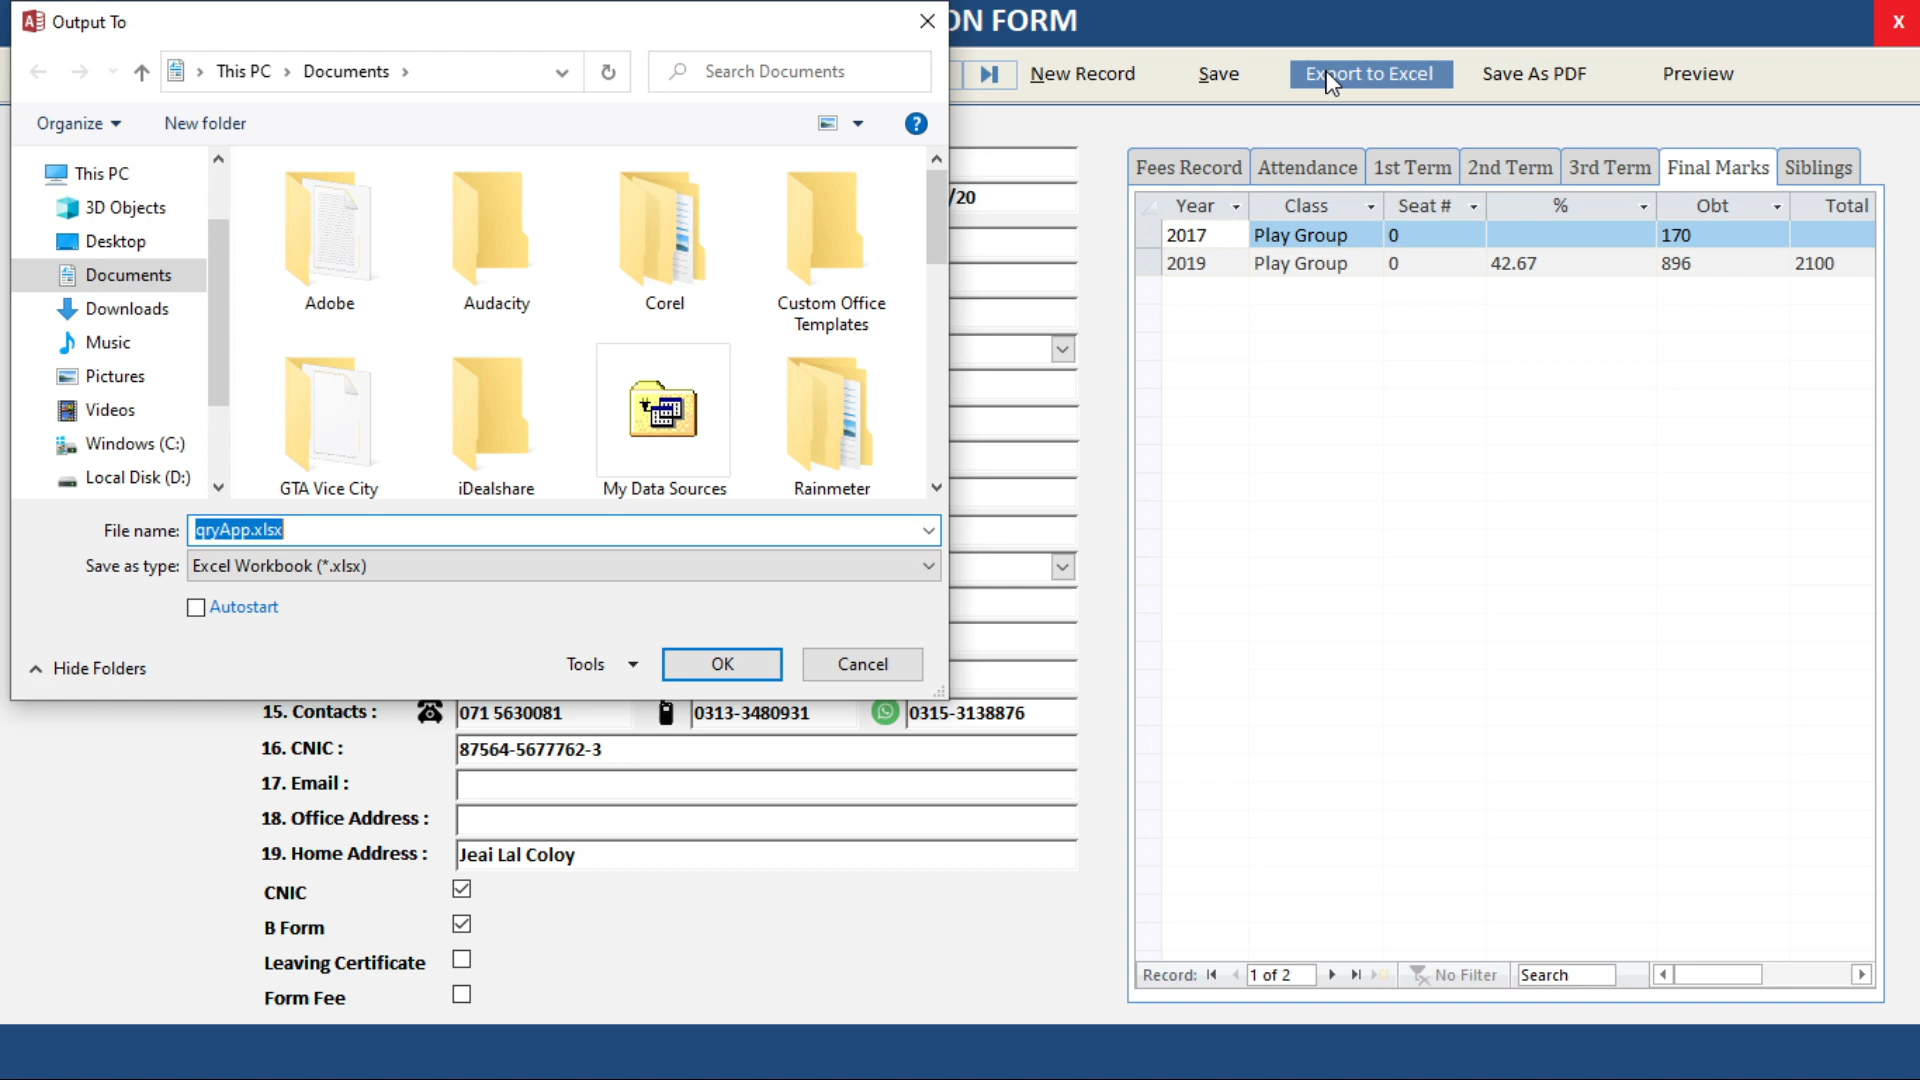 Output To
ON FORM
X
This PC
Documents
Search Documents
New Record
Save
Export to Excel
Save As PDF
Preview
Organize
New folder
?
This PC
3D Objects
Desktop
Documents
Downloads
Music
Pictures
Videos
Windows (C:)
Local Disk (D:)
Adobe
Audacity
Corel
Custom Office
Templates
GTA Vice City
iDealshare
My Data Sources
Rainmeter
File name:
qryApp.xlsx
Save as type:
Excel Workbook (*.xlsx)
Autostart
Hide Folders
Tools
OK
Cancel
/20
Fees Record
Attendance
1st Term
2nd Term
3rd Term
Final Marks
Siblings
Year Class Seat # % Obt Total
2017 Play Group 0 170
2019 Play Group 0 42.67 896 2100
15. Contacts : 071 5630081 0313-3480931 0315-3138876
16. CNIC : 87564-5677762-3
17. Email :
18. Office Address :
19. Home Address : Jeai Lal Coloy
CNIC
B Form
Leaving Certificate
Form Fee
Record: 1 of 2 No Filter Search